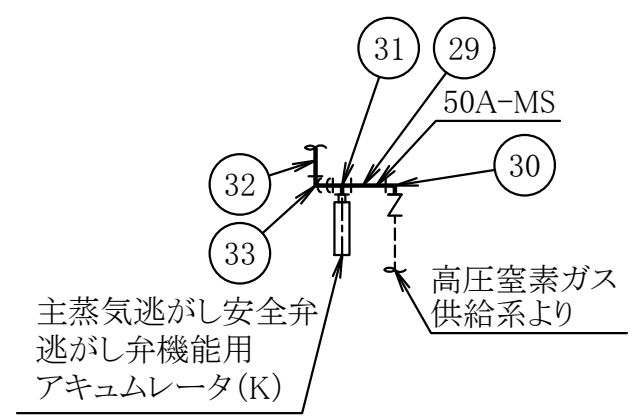 31
29
50A-MS
30
32
33
高圧窒素ガス
供給系より
主蒸気逃がし安全弁
逃がし弁機能用
アキュムレータ(K)